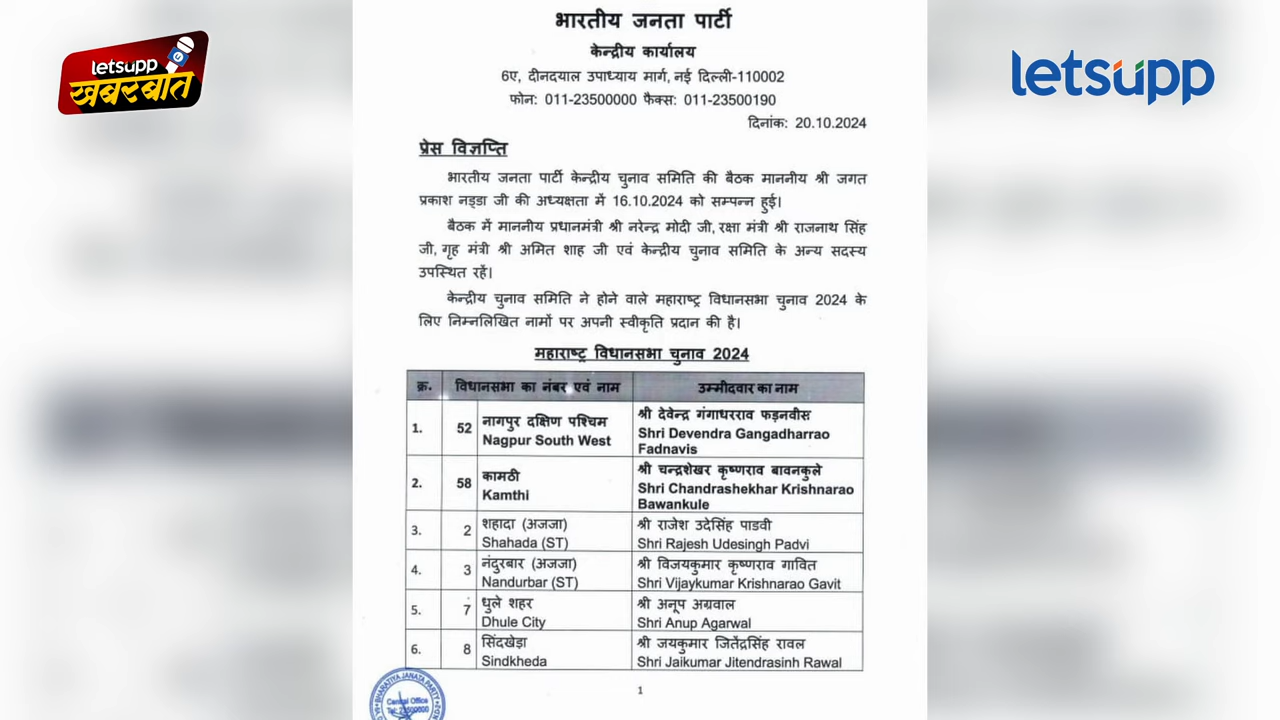 letsupp
खबरबात
letsupp
भारतीय जनता पार्टी
केन्द्रीय कार्यालय
6ए, दीनदयाल उपाध्याय मार्ग, नई दिल्ली-110002
फोन: 011-23500000 फैक्स: 011-23500190
दिनांक: 20.10.2024
प्रेस विज्ञप्ति
भारतीय जनता पार्टी केन्द्रीय चुनाव समिति की बैठक माननीय श्री जगत
प्रकाश नड्डा जी की अध्यक्षता में 16.10.2024 को सम्पन्न हुई।
बैठक में माननीय प्रधानमंत्री श्री नरेन्द्र मोदी जी, रक्षा मंत्री श्री राजनाथ सिंह
जी, गृह मंत्री श्री अमित शाह जी एवं केन्द्रीय चुनाव समिति के अन्य सदस्य
उपस्थित रहें।
केन्द्रीय चुनाव समिति ने होने वाले महाराष्ट्र विधानसभा चुनाव 2024 के
लिए निम्नलिखित नामों पर अपनी स्वीकृति प्रदान की है।
महाराष्ट्र विधानसभा चुनाव 2024
क्र. विधानसभा का नंबर एवं नाम उम्मीदवार का नाम
1. 52 नागपुर दक्षिण पश्चिम श्री देवेन्द्र गंगाधरराव फड़नवीस
Nagpur South West Shri Devendra Gangadharrao
Fadnavis
2. 58 कामठी श्री चन्द्रशेखर कृष्णराव बावनकुले
Kamthi Shri Chandrashekhar Krishnarao
Bawankule
3. 2 शहादा (अजजा) श्री राजेश उदेसिंह पाडवी
Shahada (ST) Shri Rajesh Udesingh Padvi
4. 3 नंदुरबार (अजजा) श्री विजयकुमार कृष्णराव गावित
Nandurbar (ST) Shri Vijaykumar Krishnarao Gavit
5. 7 धुले शहर श्री अनूप अग्रवाल
Dhule City Shri Anup Agarwal
6. 8 सिंदखेड़ा श्री जयकुमार जितेंद्रसिंह रावल
Sindkheda Shri Jaikumar Jitendrasinh Rawal
1
BHARATIYA JANATA PARTY
Central Office
Tel: 23500000